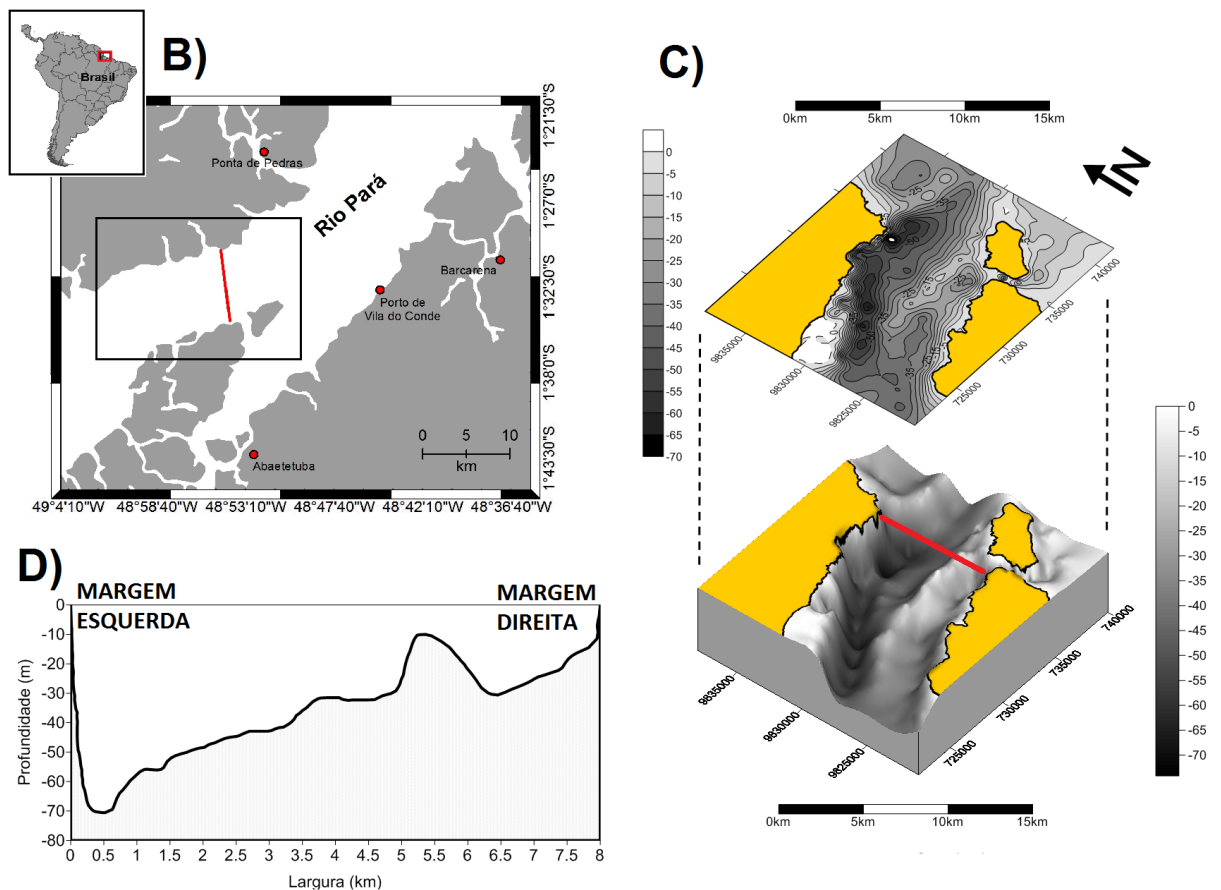 Brasil
B)
Ponta de Pedras
Rio Pará
Barcarena
Porto de
Vila do Conde
Abaetetuba
0 5 10
km
1°21'30"S
1°27'0"S
1°32'30"S
1°38'0"S
1°43'30"S
49°4'10"W 48°58'40"W 48°53'10"W 48°47'40"W 48°42'10"W 48°36'40"W
C)
0km 5km 10km 15km
N
0
-5
-10
-15
-20
-25
-30
-35
-40
-45
-50
-55
-60
-65
-70
9835000
9830000
9825000
725000
730000
735000
740000
0
-5
-10
-15
-20
-25
-30
-35
-40
-45
-50
-55
-60
-65
-70
9835000
9830000
9825000
725000
730000
735000
740000
0km 5km 10km 15km
D)
MARGEM
ESQUERDA
MARGEM
DIREITA
Profundidade (m)
0
-10
-20
-30
-40
-50
-60
-70
-80
0 0.5 1 1.5 2 2.5 3 3.5 4 4.5 5 5.5 6 6.5 7 7.5 8
Largura (km)